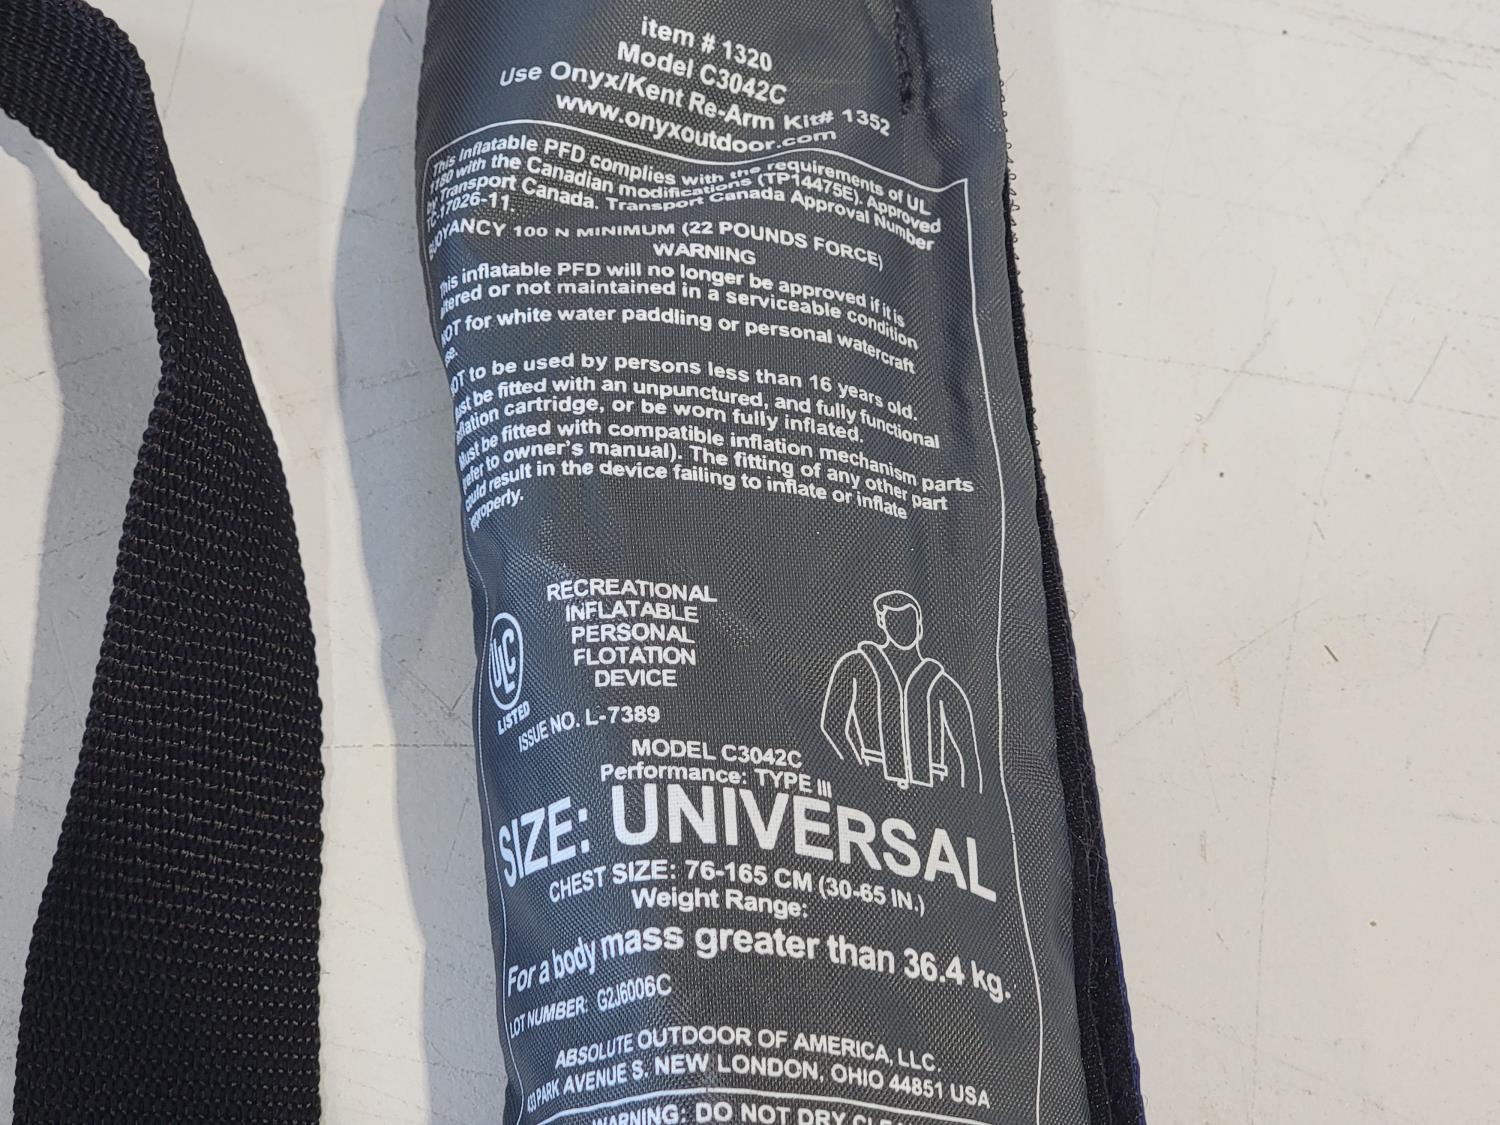 item # 1320
Model C3042C
Use Onyx/Kent Re-Arm Kit# 1352
www.onyxoutdoor.com
This Inflatable PFD complies with the requirements of UL
1180 with the Canadian modifications (TP14475E). Approved
by Transport Canada. Transport Canada Approval Number
TC-17026-11.
BUOYANCY 100 N MINIMUM (22 POUNDS FORCE)
WARNING
This inflatable PFD will no longer be approved if it is
altered or not maintained in a serviceable condition
NOT for white water paddling or personal watercraft
se.
NOT to be used by persons less than 16 years old.
ust be fitted with an unpunctured, and fully functional
flation cartridge, or be worn fully inflated.
Must be fitted with compatible inflation mechanism parts
refer to owner's manual). The fitting of any other part
could result in the device failing to inflate or inflate
properly.
RECREATIONAL
INFLATABLE
PERSONAL
FLOTATION
DEVICE
UL C
LISTED
ISSUE NO. L-7389
MODEL C3042C
Performance: TYPE III
SIZE: UNIVERSAL
CHEST SIZE: 76-165 CM (30-65 IN.)
Weight Range:
For a body mass greater than 36.4 kg.
LOT NUMBER: G2J6006C
ABSOLUTE OUTDOOR OF AMERICA, LLC.
PARK AVENUE S. NEW LONDON, OHIO 44851 USA
WARNING: DO NOT DRY